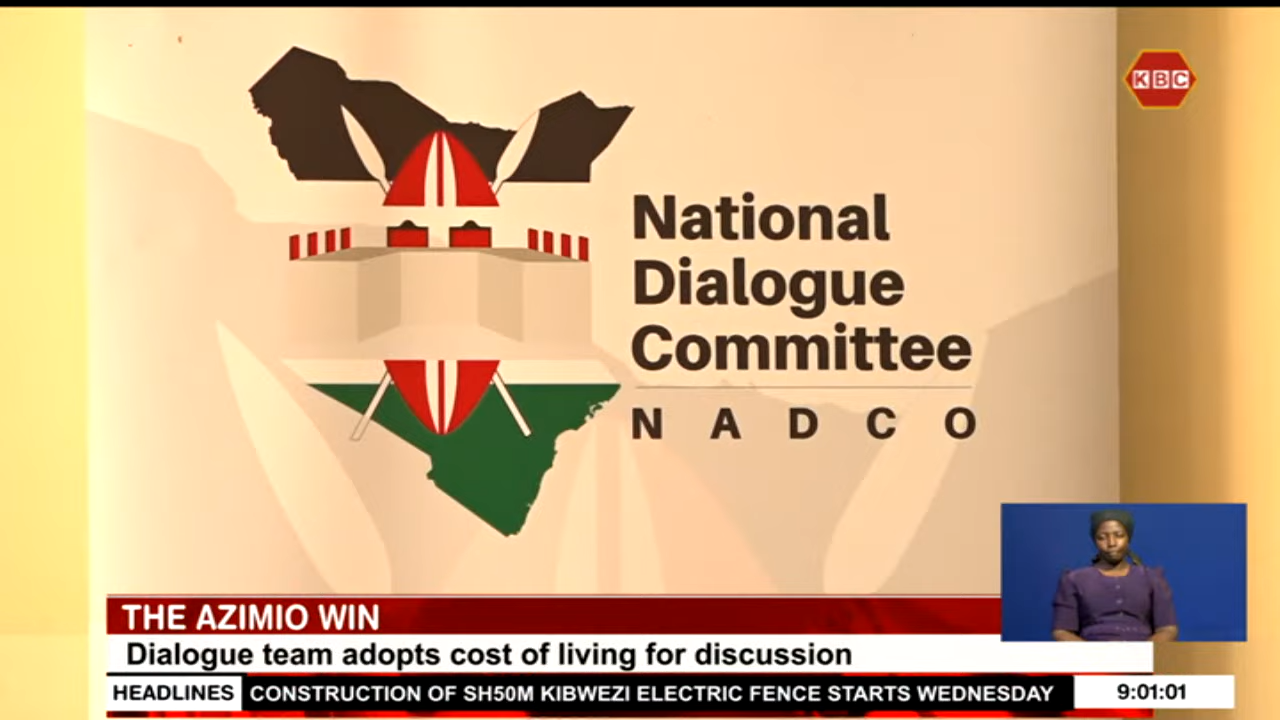 KBC
National
Dialogue
Committee
N A D C O
THE AZIMIO WIN
Dialogue team adopts cost of living for discussion
HEADLINES CONSTRUCTION OF SH50M KIBWEZI ELECTRIC FENCE STARTS WEDNESDAY 9:01:01